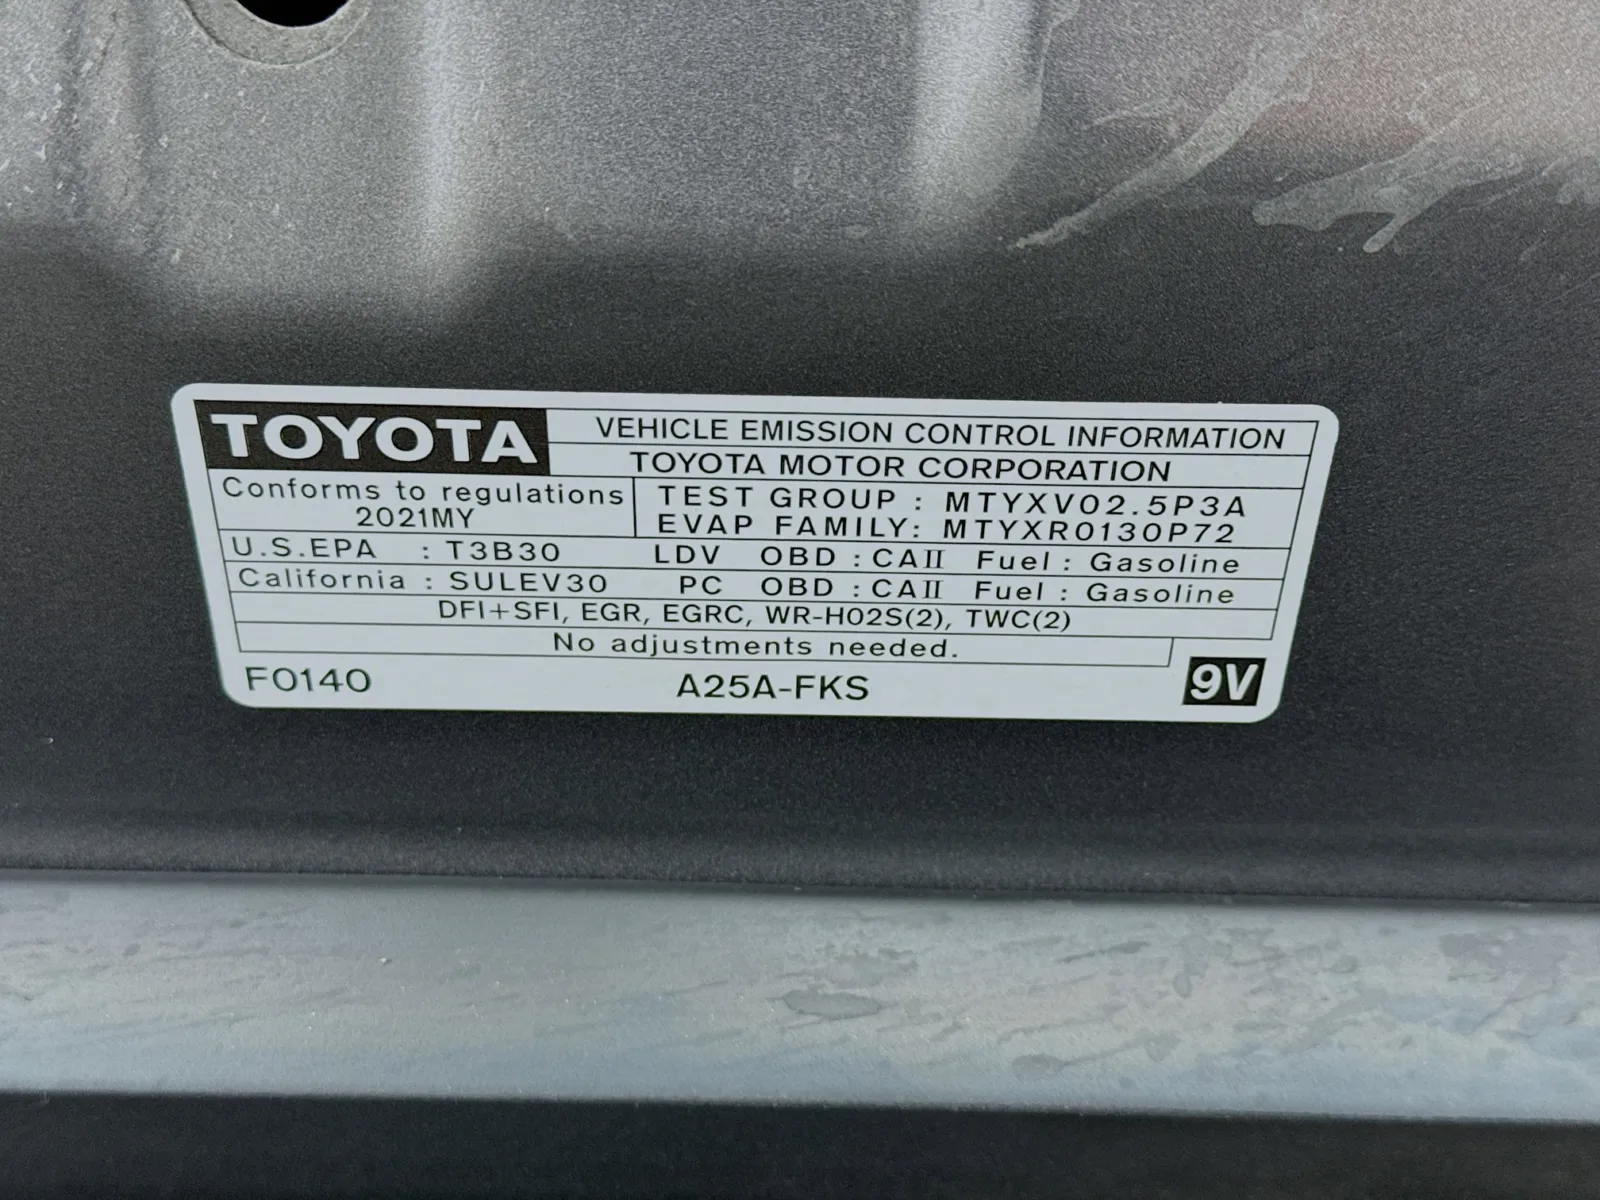 TOYOTA VEHICLE EMISSION CONTROL INFORMATION
TOYOTA MOTOR CORPORATION
Conforms to regulations
2021MY
TEST GROUP : MTYXV02.5P3A
EVAP FAMILY: MTYXR0130P72
U.S.EPA : T3B30 LDV OBD : CAII Fuel : Gasoline
California : SULEV30 PC OBD : CAII Fuel : Gasoline
DFI+SFI, EGR, EGRC, WR-HO2S(2), TWC(2)
No adjustments needed.
F0140 A25A-FKS 9V